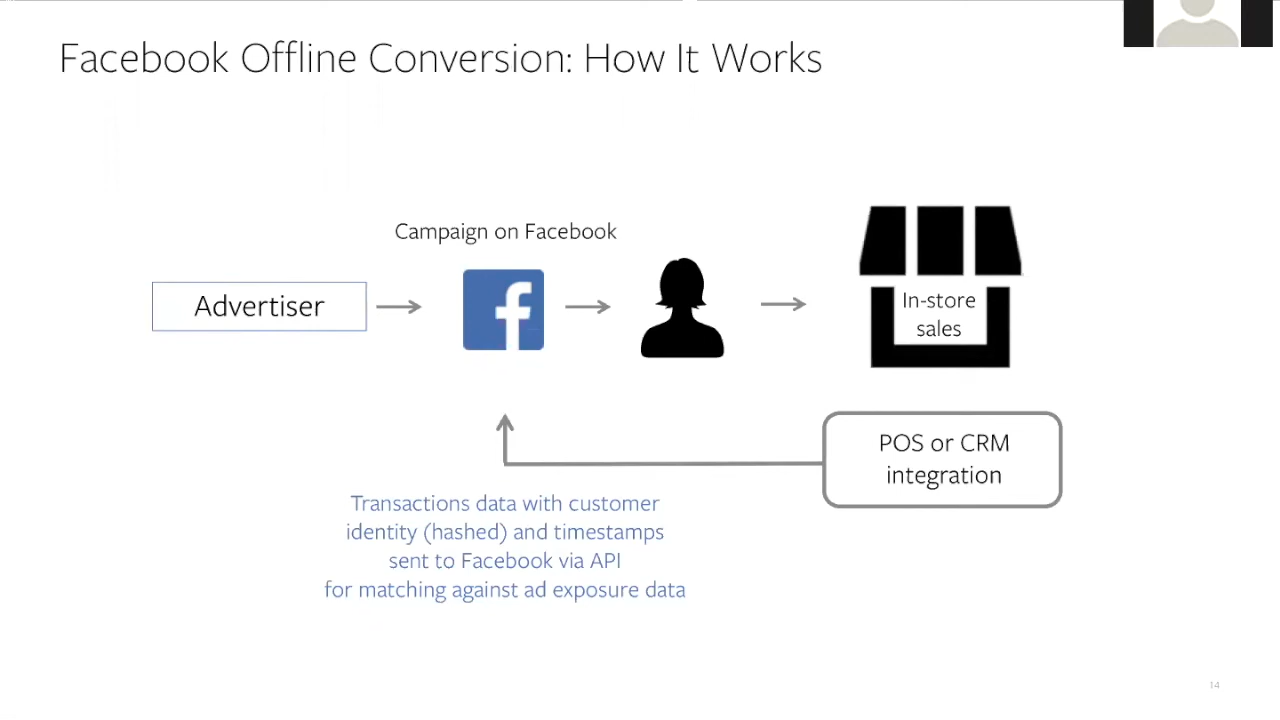 Facebook Offline Conversion: How It Works
Campaign on Facebook
Advertiser
In-store
sales
POS or CRM
integration
Transactions data with customer
identity (hashed) and timestamps
sent to Facebook via API
for matching against ad exposure data
14